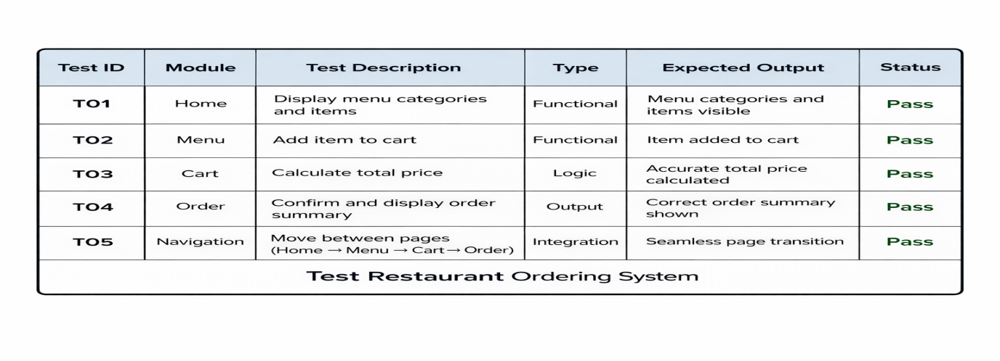 Test ID Module Test Description Type Expected Output Status
T01 Home Display menu categories and items Functional Menu categories and items visible Pass
T02 Menu Add item to cart Functional Item added to cart Pass
T03 Cart Calculate total price Logic Accurate total price calculated Pass
T04 Order Confirm and display order summary Output Correct order summary shown Pass
T05 Navigation Move between pages (Home → Menu → Cart → Order) Integration Seamless page transition Pass
Test Restaurant Ordering System